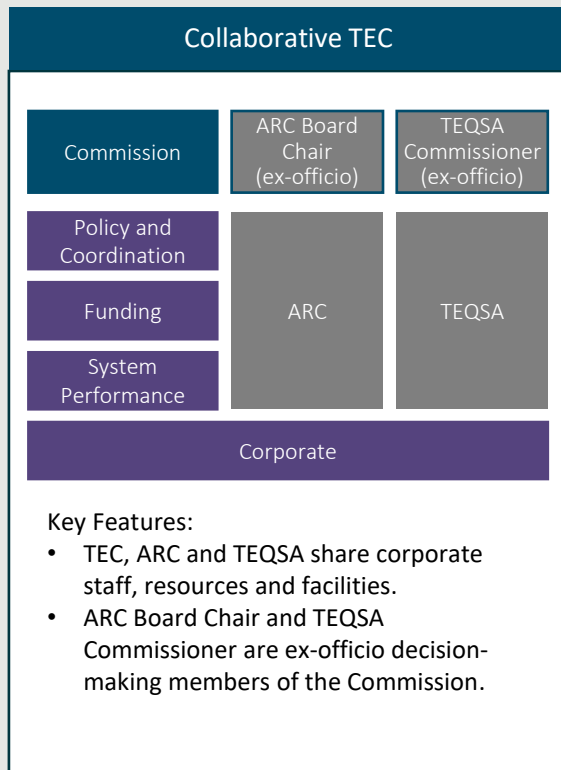 Collaborative TEC
Commission
ARC Board
Chair
(ex-officio)
TEQSA
Commissioner
(ex-officio)
Policy and
Coordination
Funding
System
Performance
ARC
TEQSA
Corporate
Key Features:
• TEC, ARC and TEQSA share corporate
staff, resources and facilities.
• ARC Board Chair and TEQSA
Commissioner are ex-officio decision-
making members of the Commission.